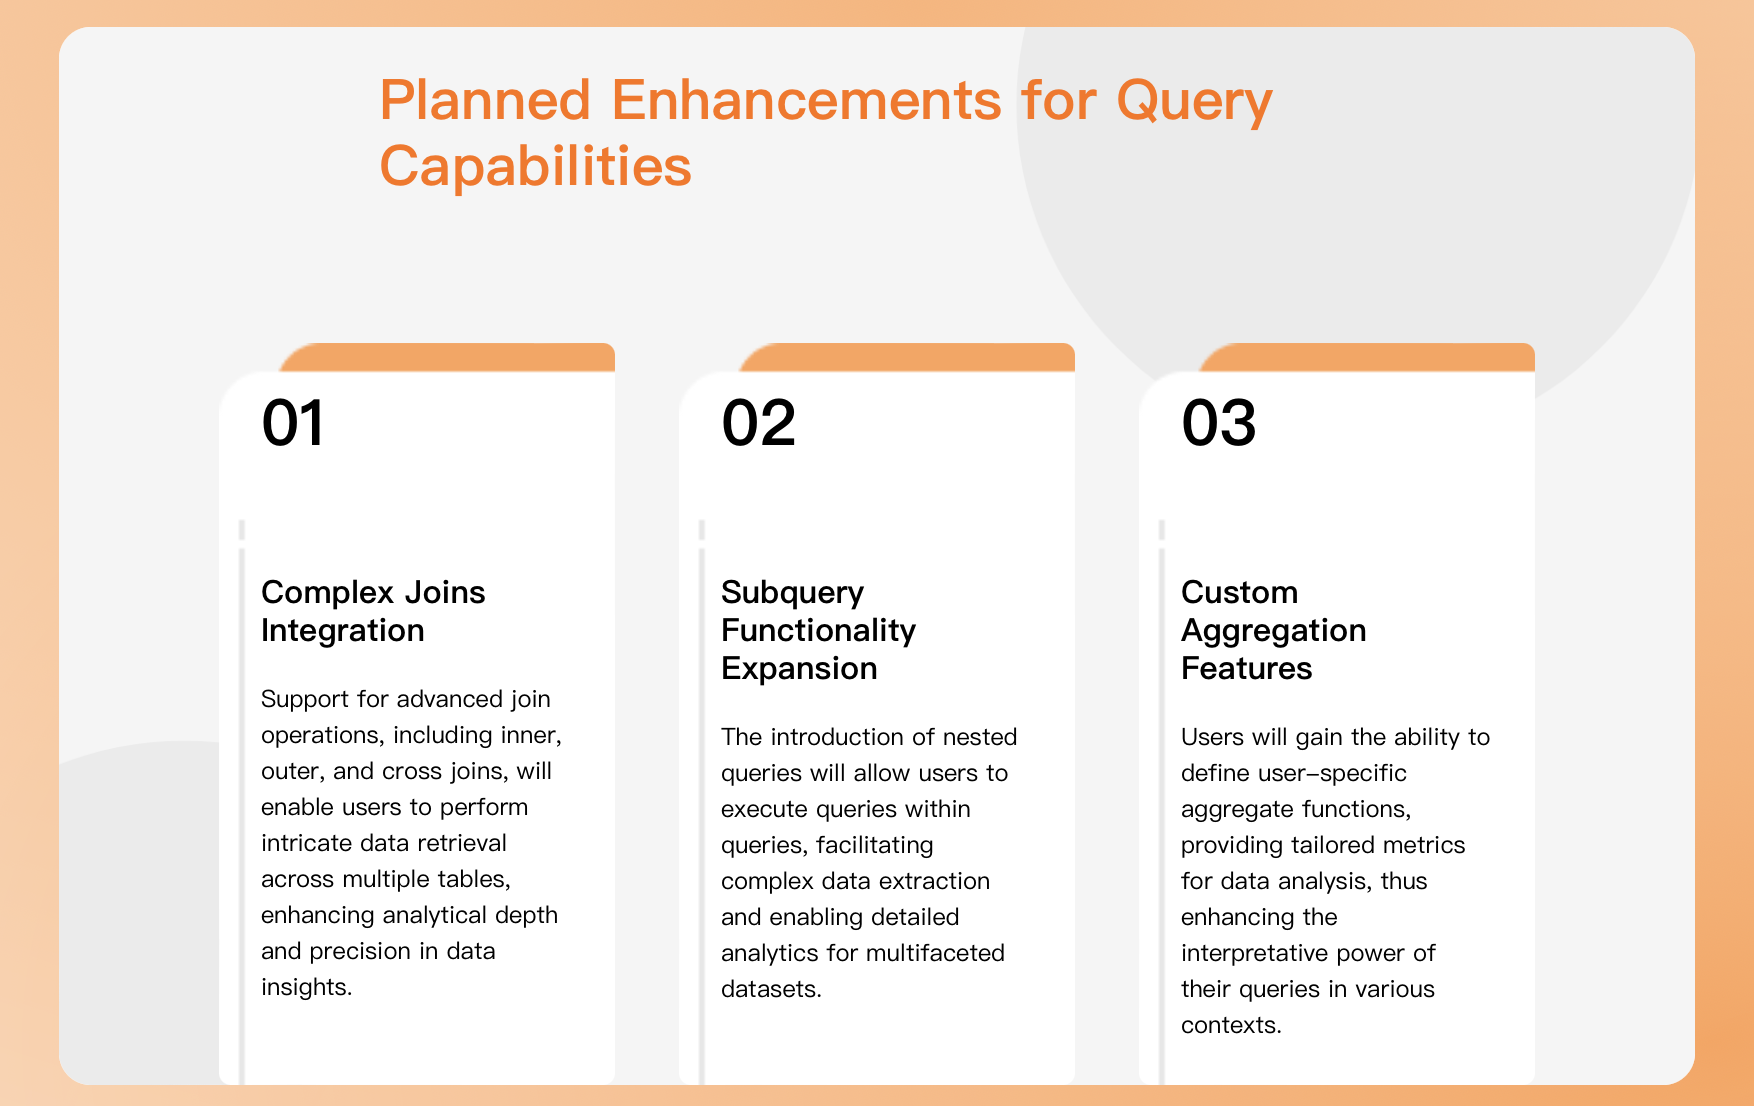 Planned Enhancements for Query
Capabilities
01
Complex Joins
Integration
Support for advanced join
operations, including inner,
outer, and cross joins, will
enable users to perform
intricate data retrieval
across multiple tables,
enhancing analytical depth
and precision in data
insights.
02
Subquery
Functionality
Expansion
The introduction of nested
queries will allow users to
execute queries within
queries, facilitating
complex data extraction
and enabling detailed
analytics for multifaceted
datasets.
03
Custom
Aggregation
Features
Users will gain the ability to
define user-specific
aggregate functions,
providing tailored metrics
for data analysis, thus
enhancing the
interpretative power of
their queries in various
contexts.